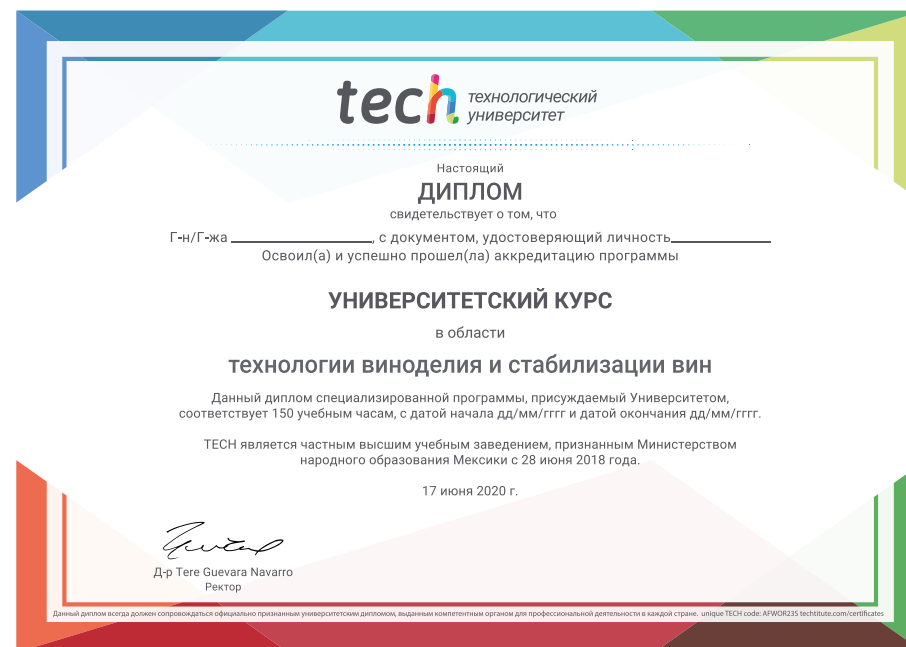 tech технологический
университет
Настоящий
ДИПЛОМ
свидетельствует о том, что
Г-н/Г-жа ____________________, с документом, удостоверяющий личность______________
Освоил(а) и успешно прошел(ла) аккредитацию программы
УНИВЕРСИТЕТСКИЙ КУРС
в области
технологии виноделия и стабилизации вин
Данный диплом специализированной программы, присуждаемый Университетом,
соответствует 150 учебным часам, с датой начала дд/мм/гггг и датой окончания дд/мм/гггг.
TECH является частным высшим учебным заведением, признанным Министерством
народного образования Мексики с 28 июня 2018 года.
17 июня 2020 г.
Д-р Tere Guevara Navarro
Ректор
Данный диплом всегда должен сопровождаться официально признанным университетским дипломом, выданным компетентным органом для профессиональной деятельности в каждой стране. unique TECH code: AFWOR23S techtitute.com/certificates